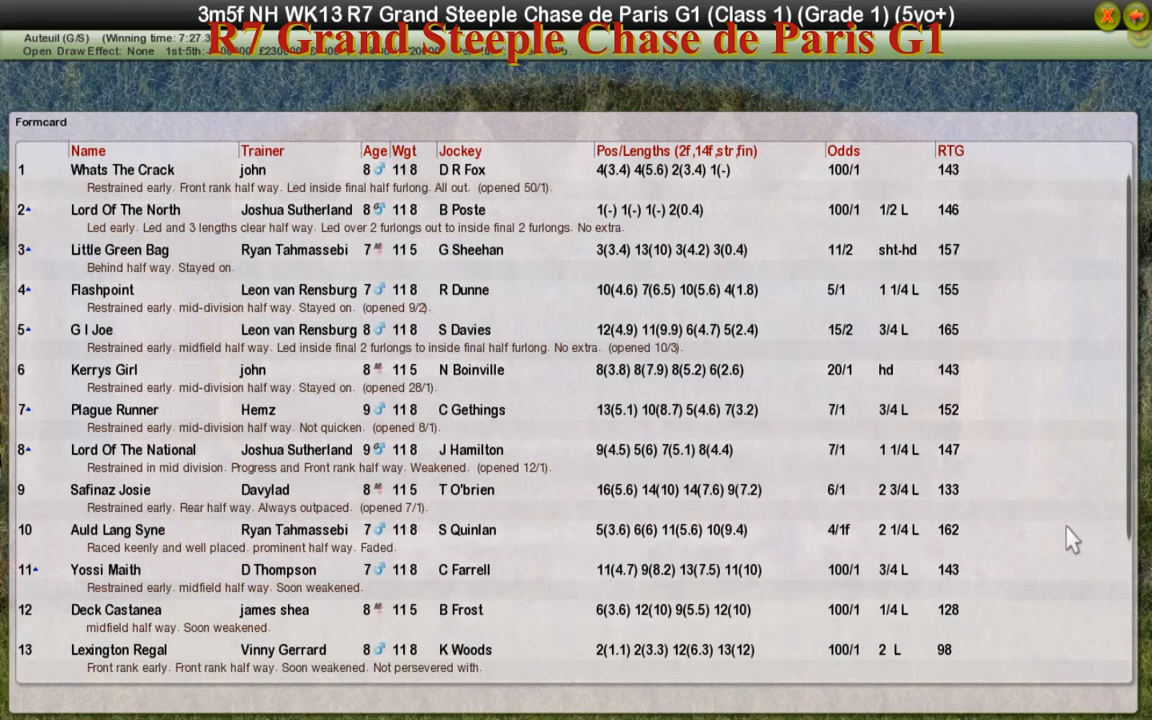 3m5f NH WK13 R7 Grand Steeple Chase de Paris G1 (Class 1) (Grade 1) (5yo+)
R7 Grand Steeple Chase de Paris G1
Auteuil (G/S) (Winning time: 7:27.3
Open Draw Effect: None 1st-5th:
Formcard
Name Trainer Age Wgt Jockey Pos/Lengths (2f,14f,str,fin) Odds RTG
1 Whats The Crack john 8 11 8 D R Fox 4(3.4) 4(5.6) 2(3.4) 1(-) 100/1 143
Restrained early. Front rank half way. Led inside final half furlong. All out. (opened 50/1).
2 Lord Of The North Joshua Sutherland 8 11 8 B Poste 1(-) 1(-) 1(-) 2(0.4) 100/1 1/2 L 146
Led early. Led and 3 lengths clear half way. Led over 2 furlongs out to inside final 2 furlongs. No extra.
3 Little Green Bag Ryan Tahmassebi 7 11 5 G Sheehan 3(3.4) 13(10) 3(4.2) 3(0.4) 11/2 sht-hd 157
Behind half way. Stayed on.
4 Flashpoint Leon van Rensburg 7 11 8 R Dunne 10(4.6) 7(6.5) 10(5.6) 4(1.8) 5/1 1 1/4 L 155
Restrained early. mid-division half way. Stayed on. (opened 9/2).
5 G I Joe Leon van Rensburg 8 11 8 S Davies 12(4.9) 11(9.9) 6(4.7) 5(2.4) 15/2 3/4 L 165
Restrained early. midfield half way. Led inside final 2 furlongs to inside final half furlong. No extra. (opened 10/3).
6 Kerrys Girl john 8 11 5 N Boinville 8(3.8) 8(7.9) 8(5.2) 6(2.6) 20/1 hd 143
Restrained early. mid-division half way. Stayed on. (opened 28/1).
7 Plague Runner Hemz 9 11 8 C Gethings 13(5.1) 10(8.7) 5(4.6) 7(3.2) 7/1 3/4 L 152
Restrained early. mid-division half way. Not quicken. (opened 8/1).
8 Lord Of The National Joshua Sutherland 9 11 8 J Hamilton 9(4.5) 5(6) 7(5.1) 8(4.4) 7/1 1 1/4 L 147
Restrained in mid division. Progress and Front rank half way. Weakened. (opened 12/1).
9 Safinaz Josie Davylad 8 11 5 T O'brien 16(5.6) 14(10) 14(7.6) 9(7.2) 6/1 2 3/4 L 133
Restrained early. Rear half way. Always outpaced. (opened 7/1).
10 Auld Lang Syne Ryan Tahmassebi 7 11 8 S Quinlan 5(3.6) 6(6) 11(5.6) 10(9.4) 4/1f 2 1/4 L 162
Raced keenly and well placed. prominent half way. Faded.
11 Yossi Maith D Thompson 7 11 8 C Farrell 11(4.7) 9(8.2) 13(7.5) 11(10) 100/1 3/4 L 143
Restrained early. midfield half way. Soon weakened.
12 Deck Castanea james shea 8 11 5 B Frost 6(3.6) 12(10) 9(5.5) 12(10) 100/1 1/4 L 128
midfield half way. Soon weakened.
13 Lexington Regal Vinny Gerrard 8 11 8 K Woods 2(1.1) 2(3.3) 12(6.3) 13(12) 100/1 2 L 98
Front rank early. Front rank half way. Soon weakened. Not persevered with.